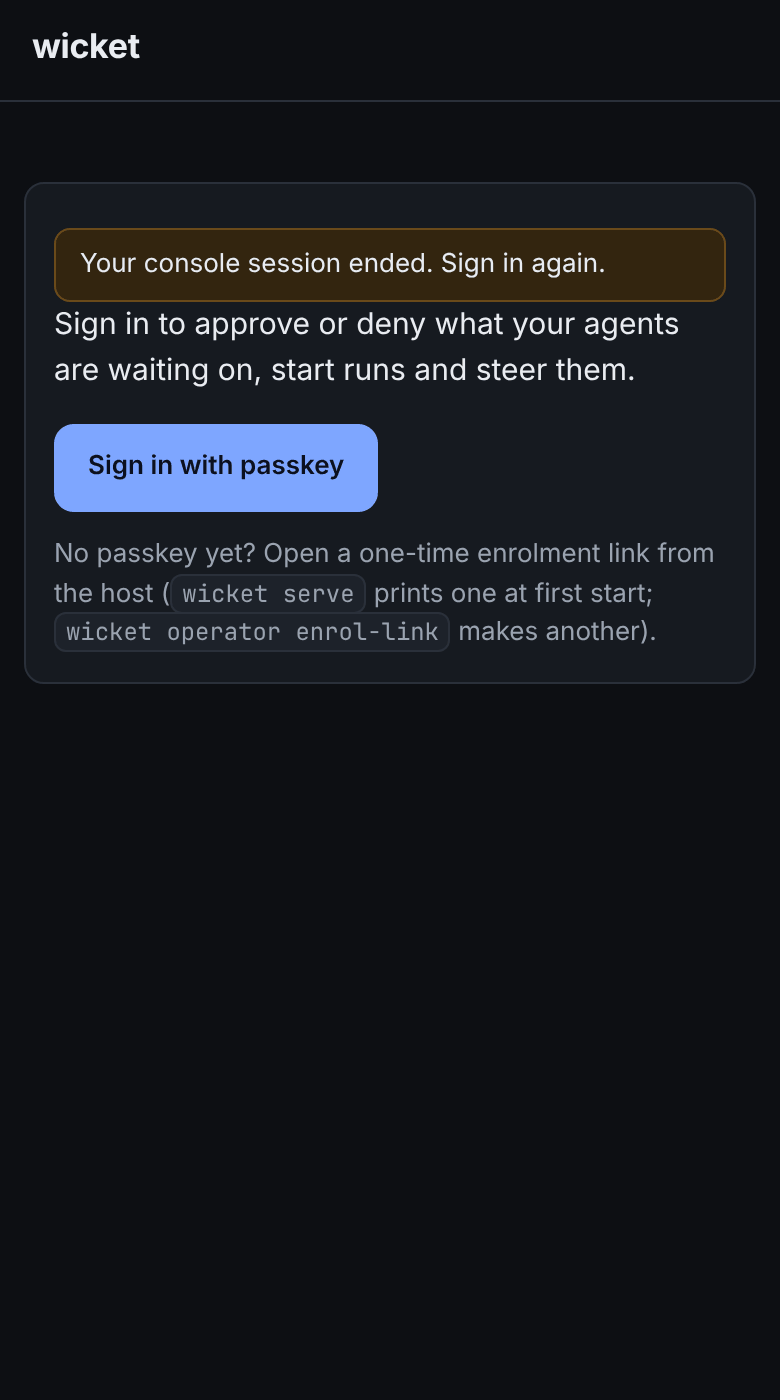 wicket
Your console session ended. Sign in again.
Sign in to approve or deny what your agents
are waiting on, start runs and steer them.
Sign in with passkey
No passkey yet? Open a one-time enrolment link from
the host (wicket serve prints one at first start;
wicket operator enrol-link makes another).